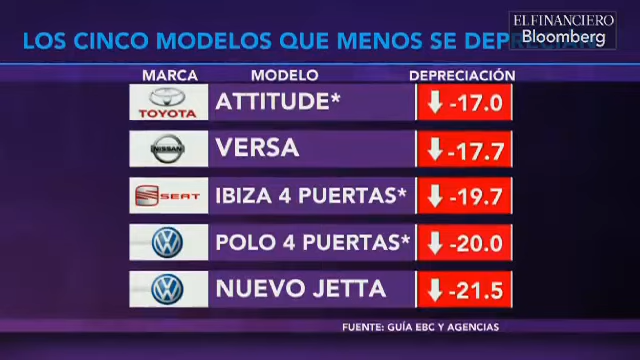 EL FINANCIERO
Bloomberg
LOS CINCO MODELOS QUE MENOS SE DEPRECIAN
MARCA MODELO DEPRECIACIÓN
TOYOTA ATTITUDE* -17.0
NISSAN VERSA -17.7
SEAT IBIZA 4 PUERTAS* -19.7
POLO 4 PUERTAS* -20.0
NUEVO JETTA -21.5
FUENTE: GUÍA EBC Y AGENCIAS